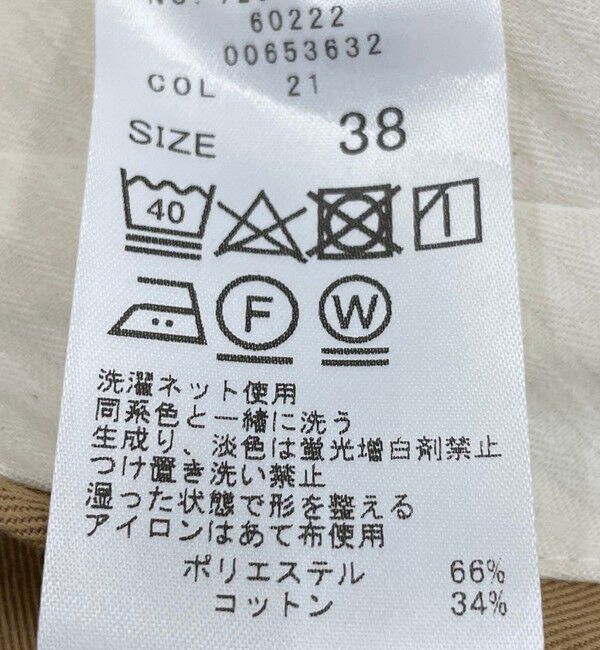 60222
00653632
COL 21
SIZE 38
40
F W
洗濯ネット使用
同系色と一緒に洗う
生成り、淡色は蛍光増白剤禁止
つけ置き洗い禁止
湿った状態で形を整える
アイロンはあて布使用
ポリエステル 66%
コットン 34%